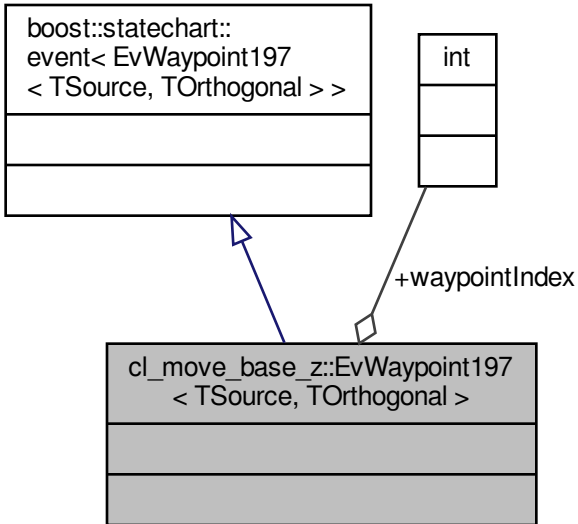 boost::statechart::
event< EvWaypoint197
< TSource, TOrthogonal > >
int
+waypointIndex
cl_move_base_z::EvWaypoint197
< TSource, TOrthogonal >